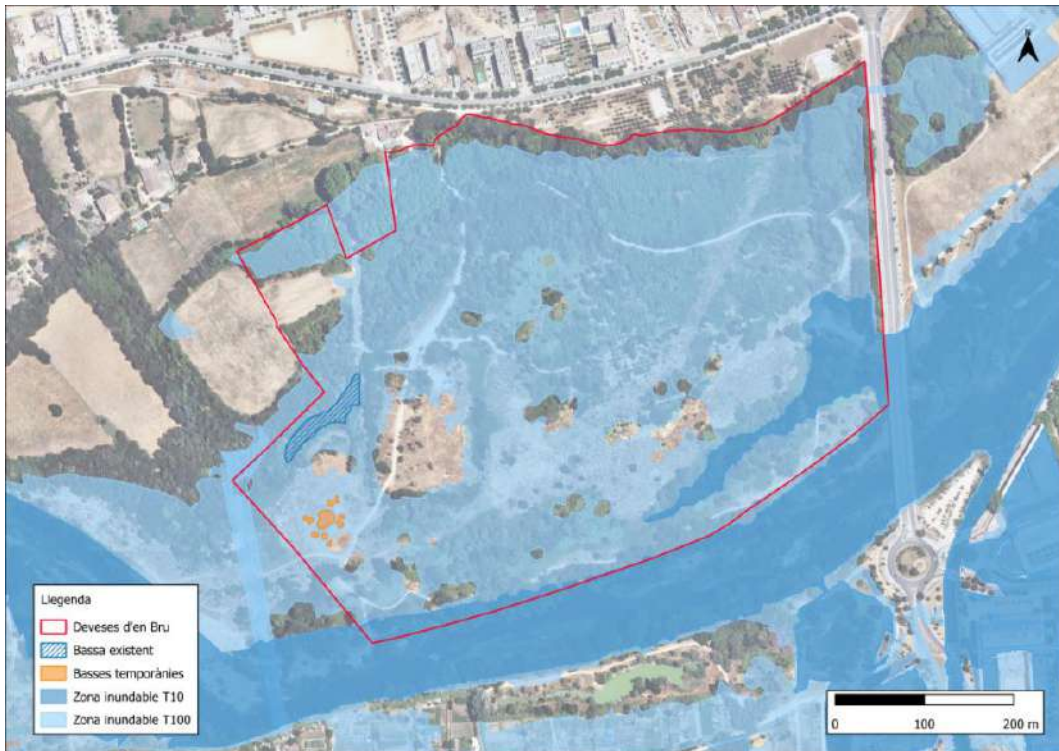 Llegenda
Deveses d'en Bru
Bassa existent
Basses temporànies
Zona inundable T10
Zona inundable T100
0 100 200 m